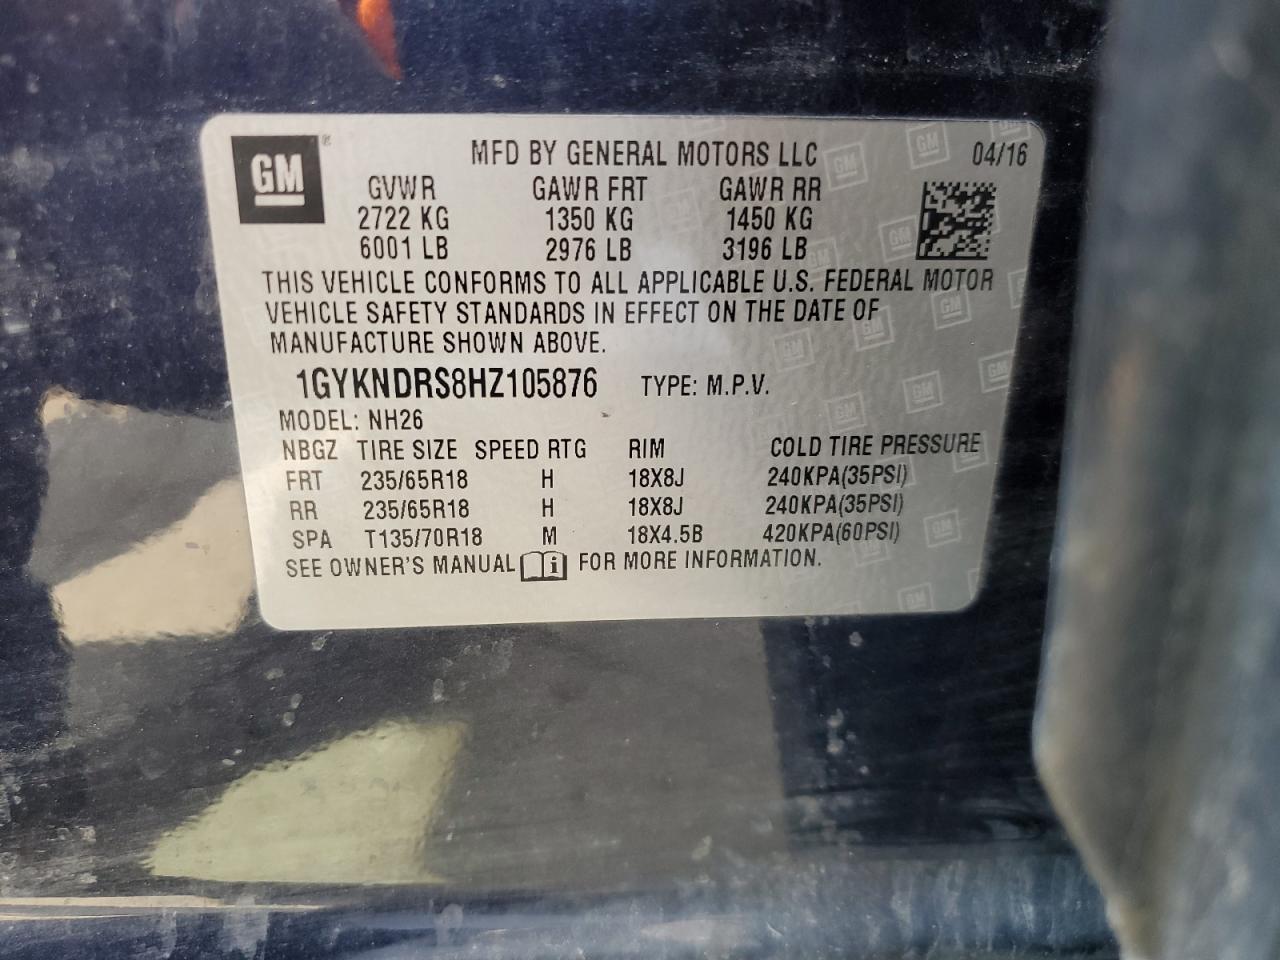 GM ® MFD BY GENERAL MOTORS LLC 04/16
GVWR GAWR FRT GAWR RR
2722 KG 1350 KG 1450 KG
6001 LB 2976 LB 3196 LB
THIS VEHICLE CONFORMS TO ALL APPLICABLE U.S. FEDERAL MOTOR
VEHICLE SAFETY STANDARDS IN EFFECT ON THE DATE OF
MANUFACTURE SHOWN ABOVE.
1GYKNDRS8HZ105876 TYPE: M.P.V.
MODEL: NH26
NBGZ TIRE SIZE SPEED RTG RIM COLD TIRE PRESSURE
FRT 235/65R18 H 18X8J 240KPA(35PSI)
RR 235/65R18 H 18X8J 240KPA(35PSI)
SPA T135/70R18 M 18X4.5B 420KPA(60PSI)
SEE OWNER'S MANUAL i FOR MORE INFORMATION.